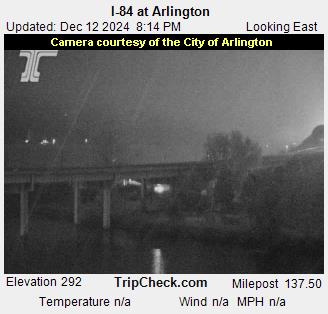 I-84 at Arlington
Updated: Dec 12 2024 8:14 PM Looking East
Camera courtesy of the City of Arlington
Elevation 292 TripCheck.com Milepost 137.50
Temperature n/a Wind n/a MPH n/a